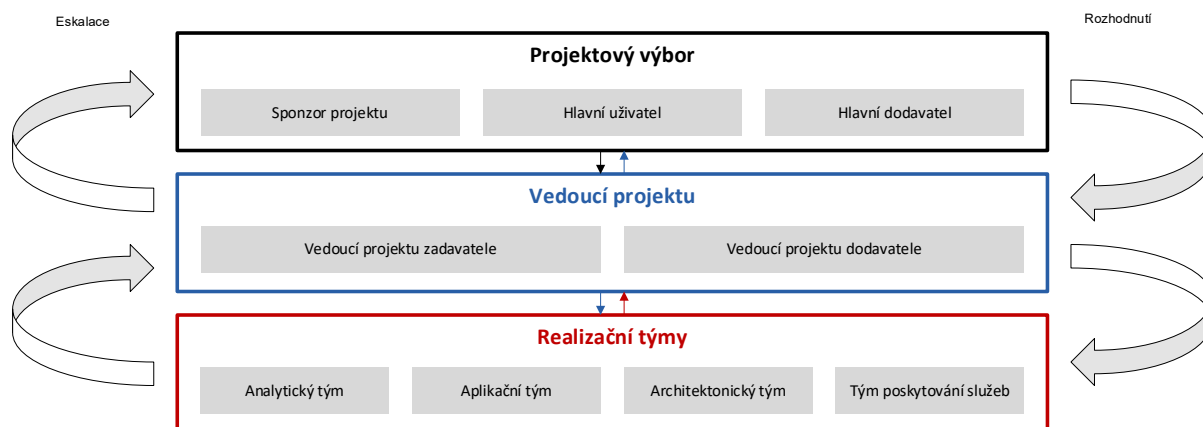 Eskalace
Rozhodnutí
Projektový výbor
Sponzor projektu
Hlavní uživatel
Hlavní dodavatel
Vedoucí projektu
Vedoucí projektu zadavatele
Vedoucí projektu dodavatele
Realizační týmy
Analytický tým
Aplikační tým
Architektonický tým
Tým poskytování služeb